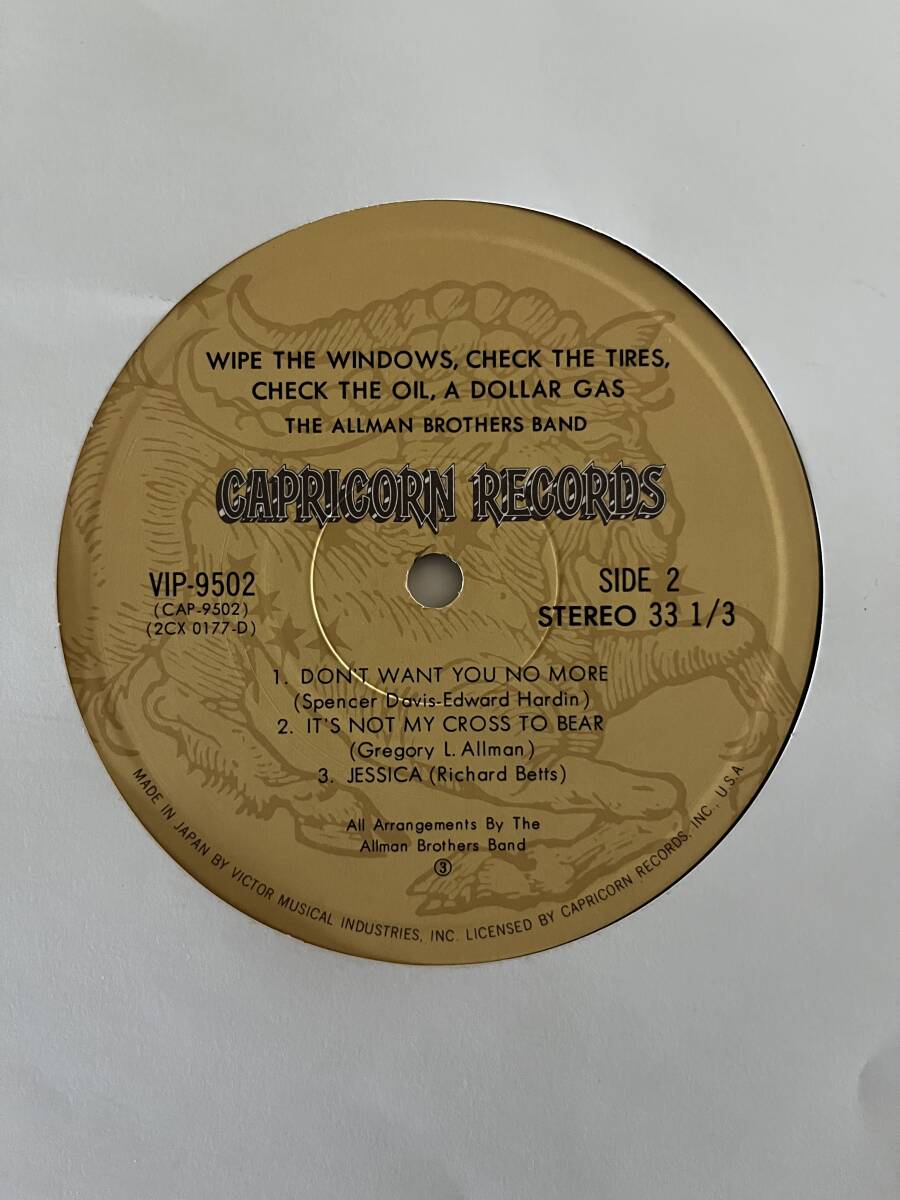 WIPE THE WINDOWS, CHECK THE TIRES,
CHECK THE OIL, A DOLLAR GAS
THE ALLMAN BROTHERS BAND
CAPRICORN RECORDS
VIP-9502
(CAP-9502)
(2CX 0177-D)
SIDE 2
STEREO 33 1/3
1. DON'T WANT YOU NO MORE
(Spencer Davis-Edward Hardin)
2. IT'S NOT MY CROSS TO BEAR
(Gregory L. Allman)
3. JESSICA (Richard Betts)
All Arrangements By The
Allman Brothers Band
③
MADE IN JAPAN BY VICTOR MUSICAL INDUSTRIES, INC. LICENSED BY CAPRICORN RECORDS, INC., U.S.A.